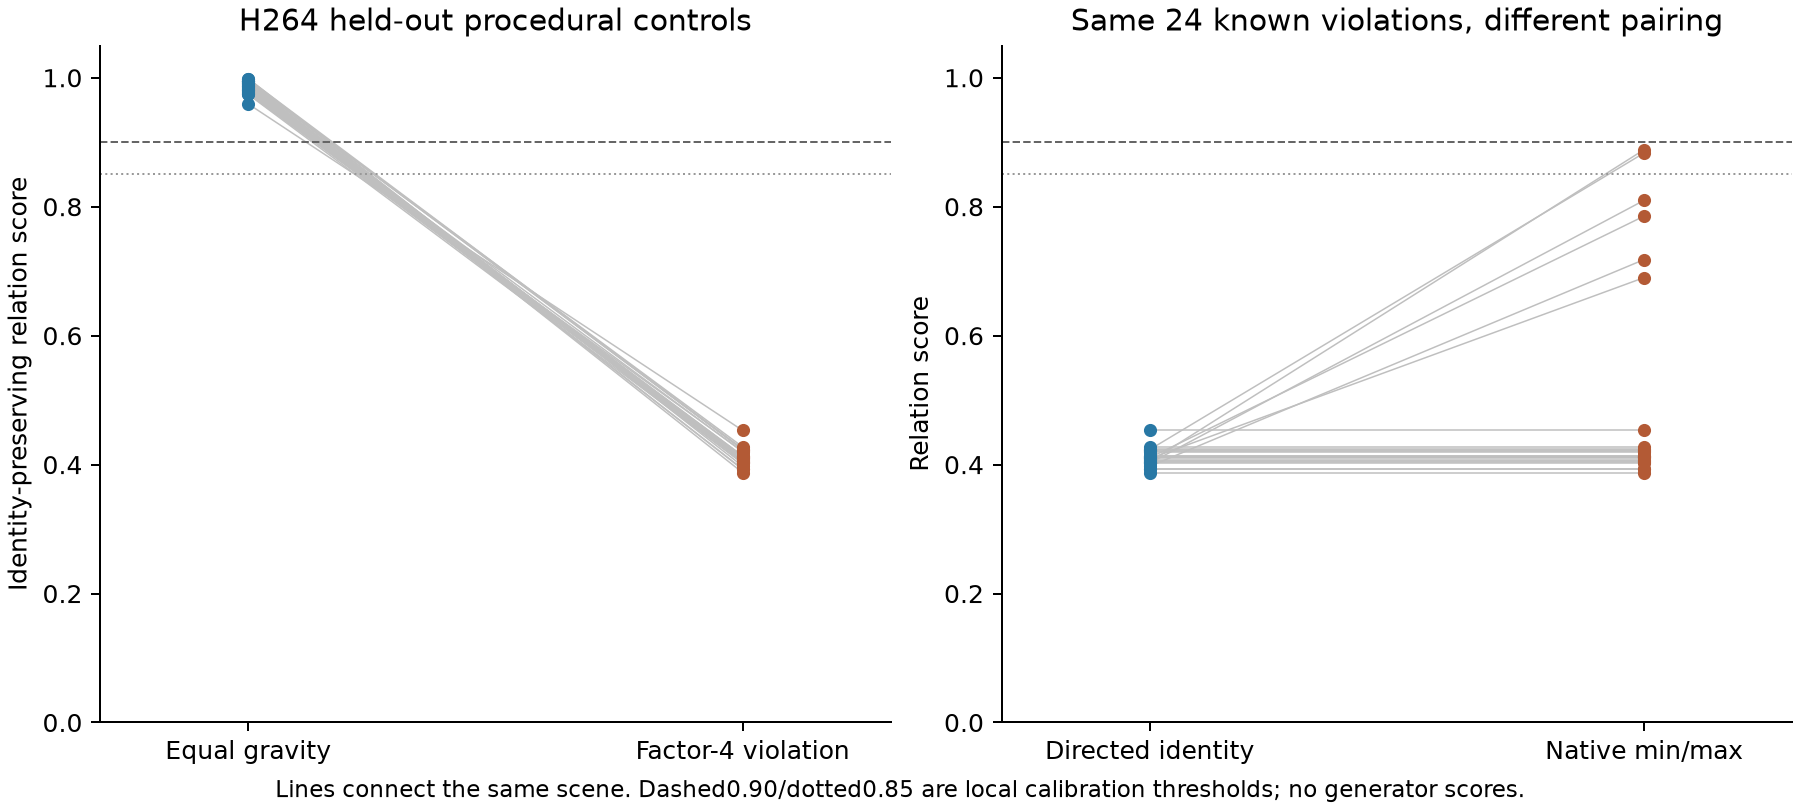 H264 held-out procedural controls
Identity-preserving relation score
1.0
0.8
0.6
0.4
0.2
0.0
Equal gravity
Factor-4 violation
Same 24 known violations, different pairing
Relation score
1.0
0.8
0.6
0.4
0.2
0.0
Directed identity
Native min/max
Lines connect the same scene. Dashed0.90/dotted0.85 are local calibration thresholds; no generator scores.